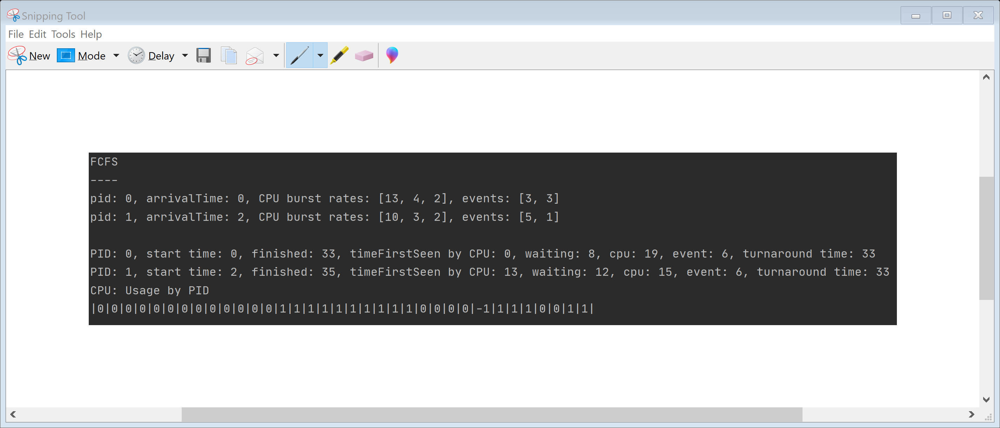 Snipping Tool
File Edit Tools Help
New Mode Delay
FCFS
----
pid: 0, arrivalTime: 0, CPU burst rates: [13, 4, 2], events: [3, 3]
pid: 1, arrivalTime: 2, CPU burst rates: [10, 3, 2], events: [5, 1]
PID: 0, start time: 0, finished: 33, timeFirstSeen by CPU: 0, waiting: 8, cpu: 19, event: 6, turnaround time: 33
PID: 1, start time: 2, finished: 35, timeFirstSeen by CPU: 13, waiting: 12, cpu: 15, event: 6, turnaround time: 33
CPU: Usage by PID
|0|0|0|0|0|0|0|0|0|0|0|0|0|1|1|1|1|1|1|1|1|1|1|0|0|0|0|-1|1|1|1|0|0|1|1|